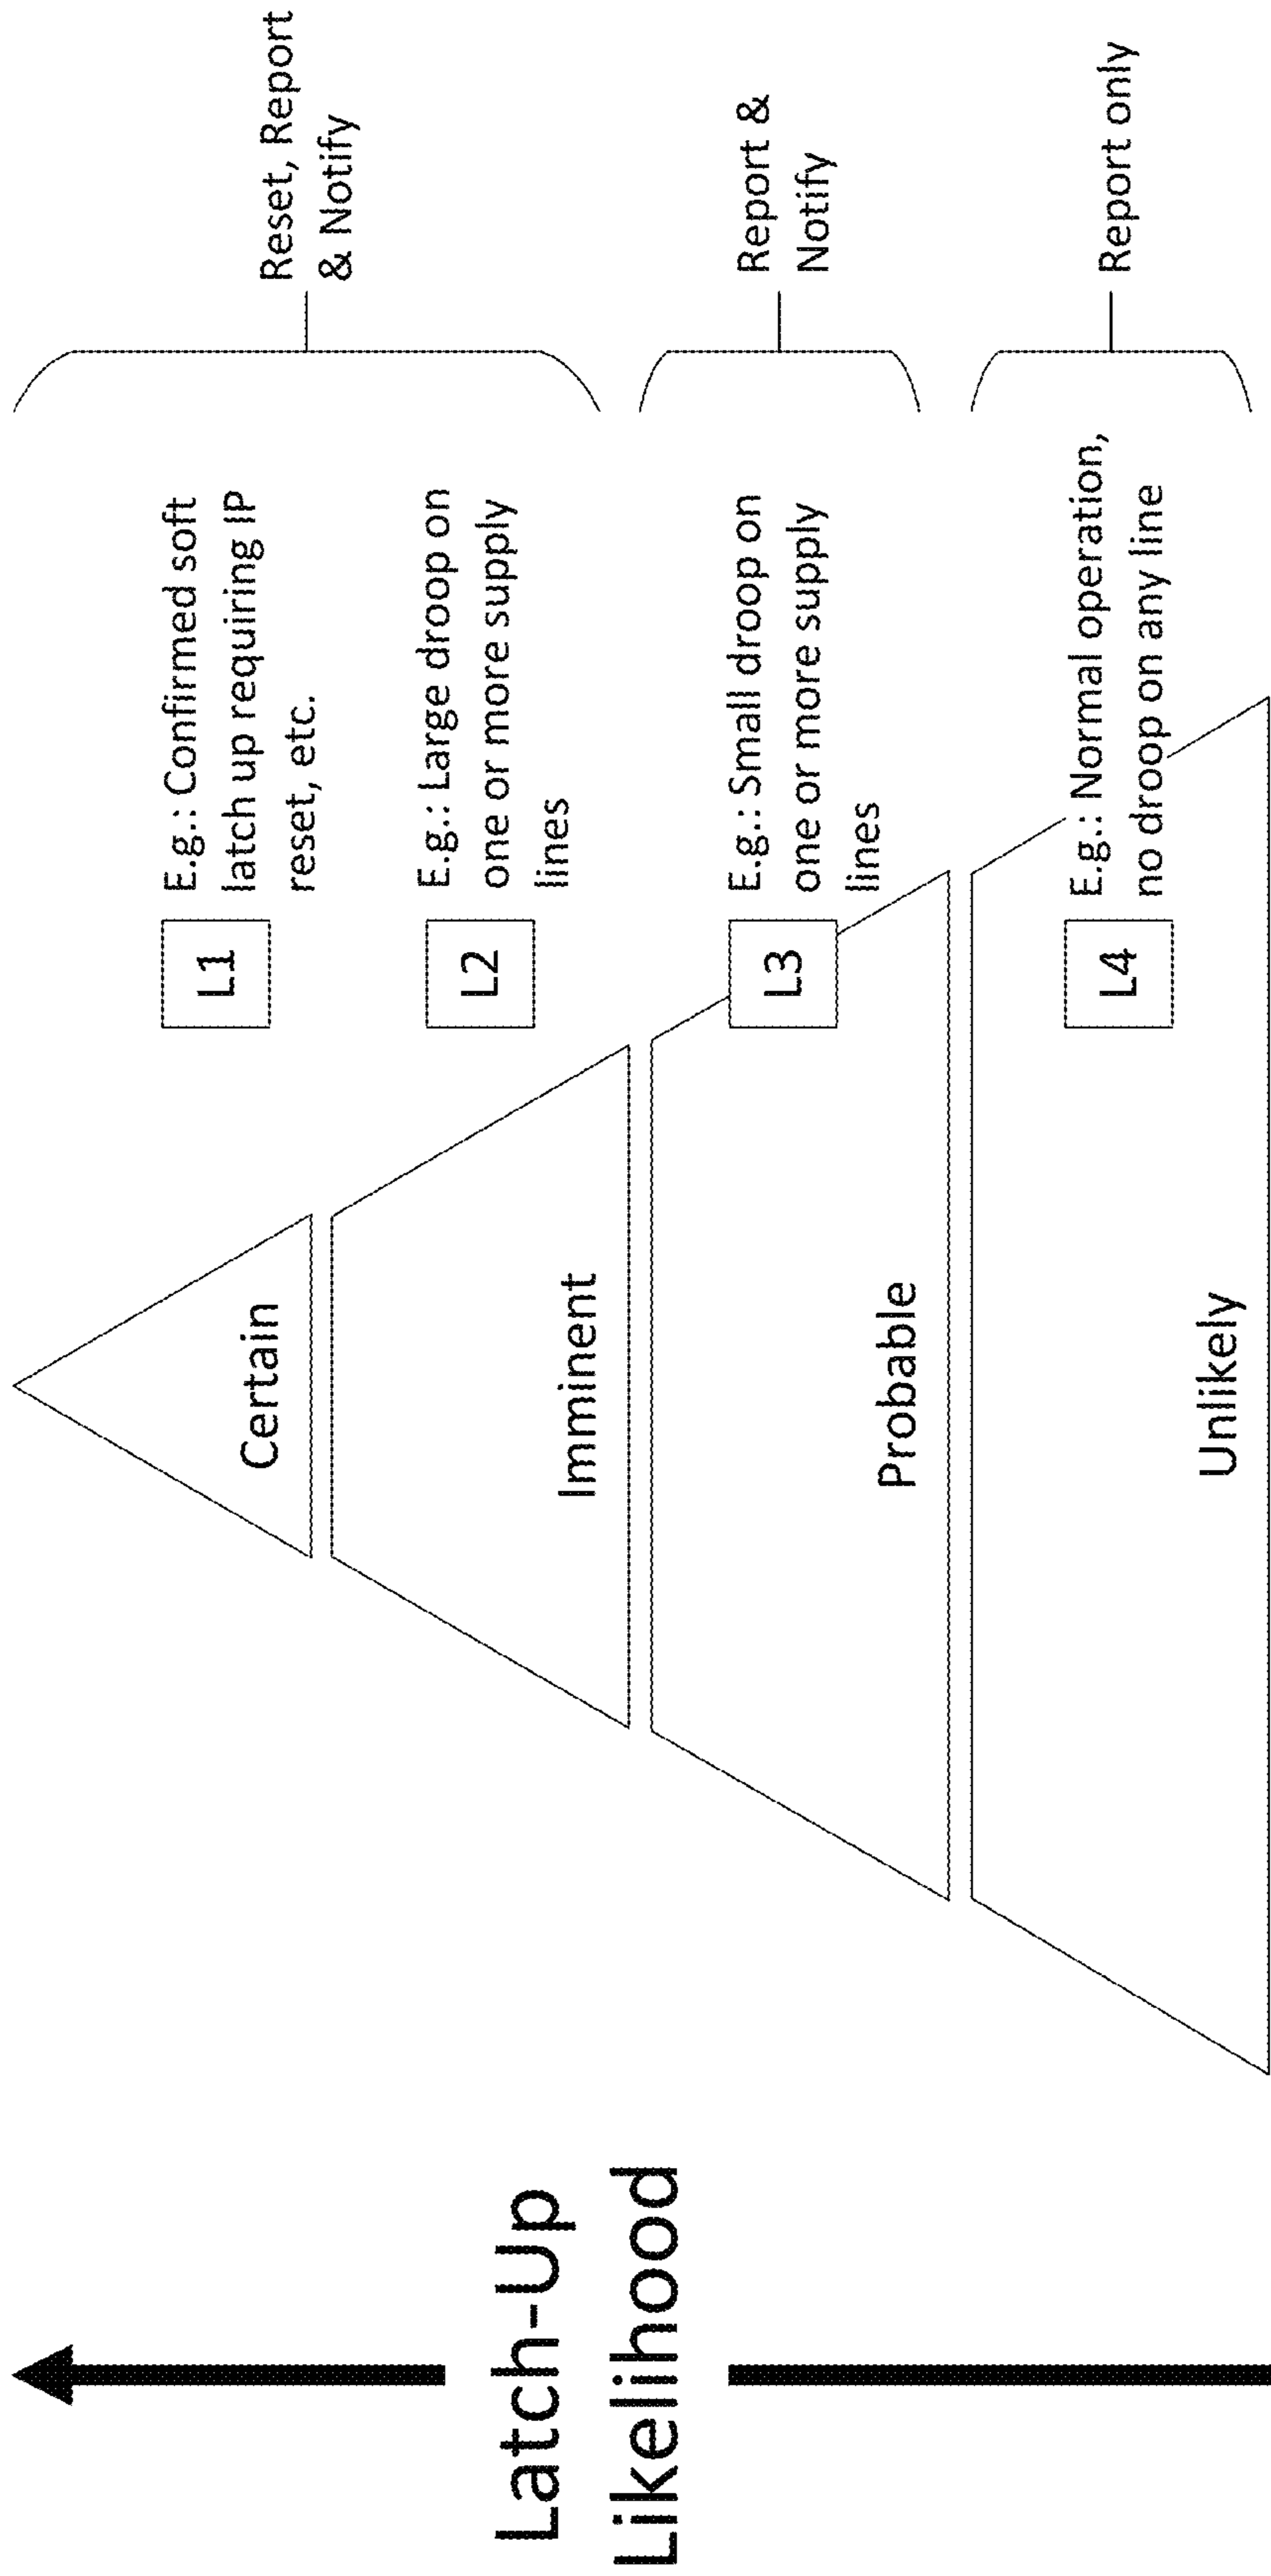 Latch-Up
Likelihood
Certain
Imminent
Probable
Unlikely
L1
E.g.: Confirmed soft
latch up requiring IP
reset, etc.
L2
E.g.: Large droop on
one or more supply
lines
L3
E.g.: Small droop on
one or more supply
lines
L4
E.g.: Normal operation,
no droop on any line
Reset, Report
& Notify
Report &
Notify
Report only